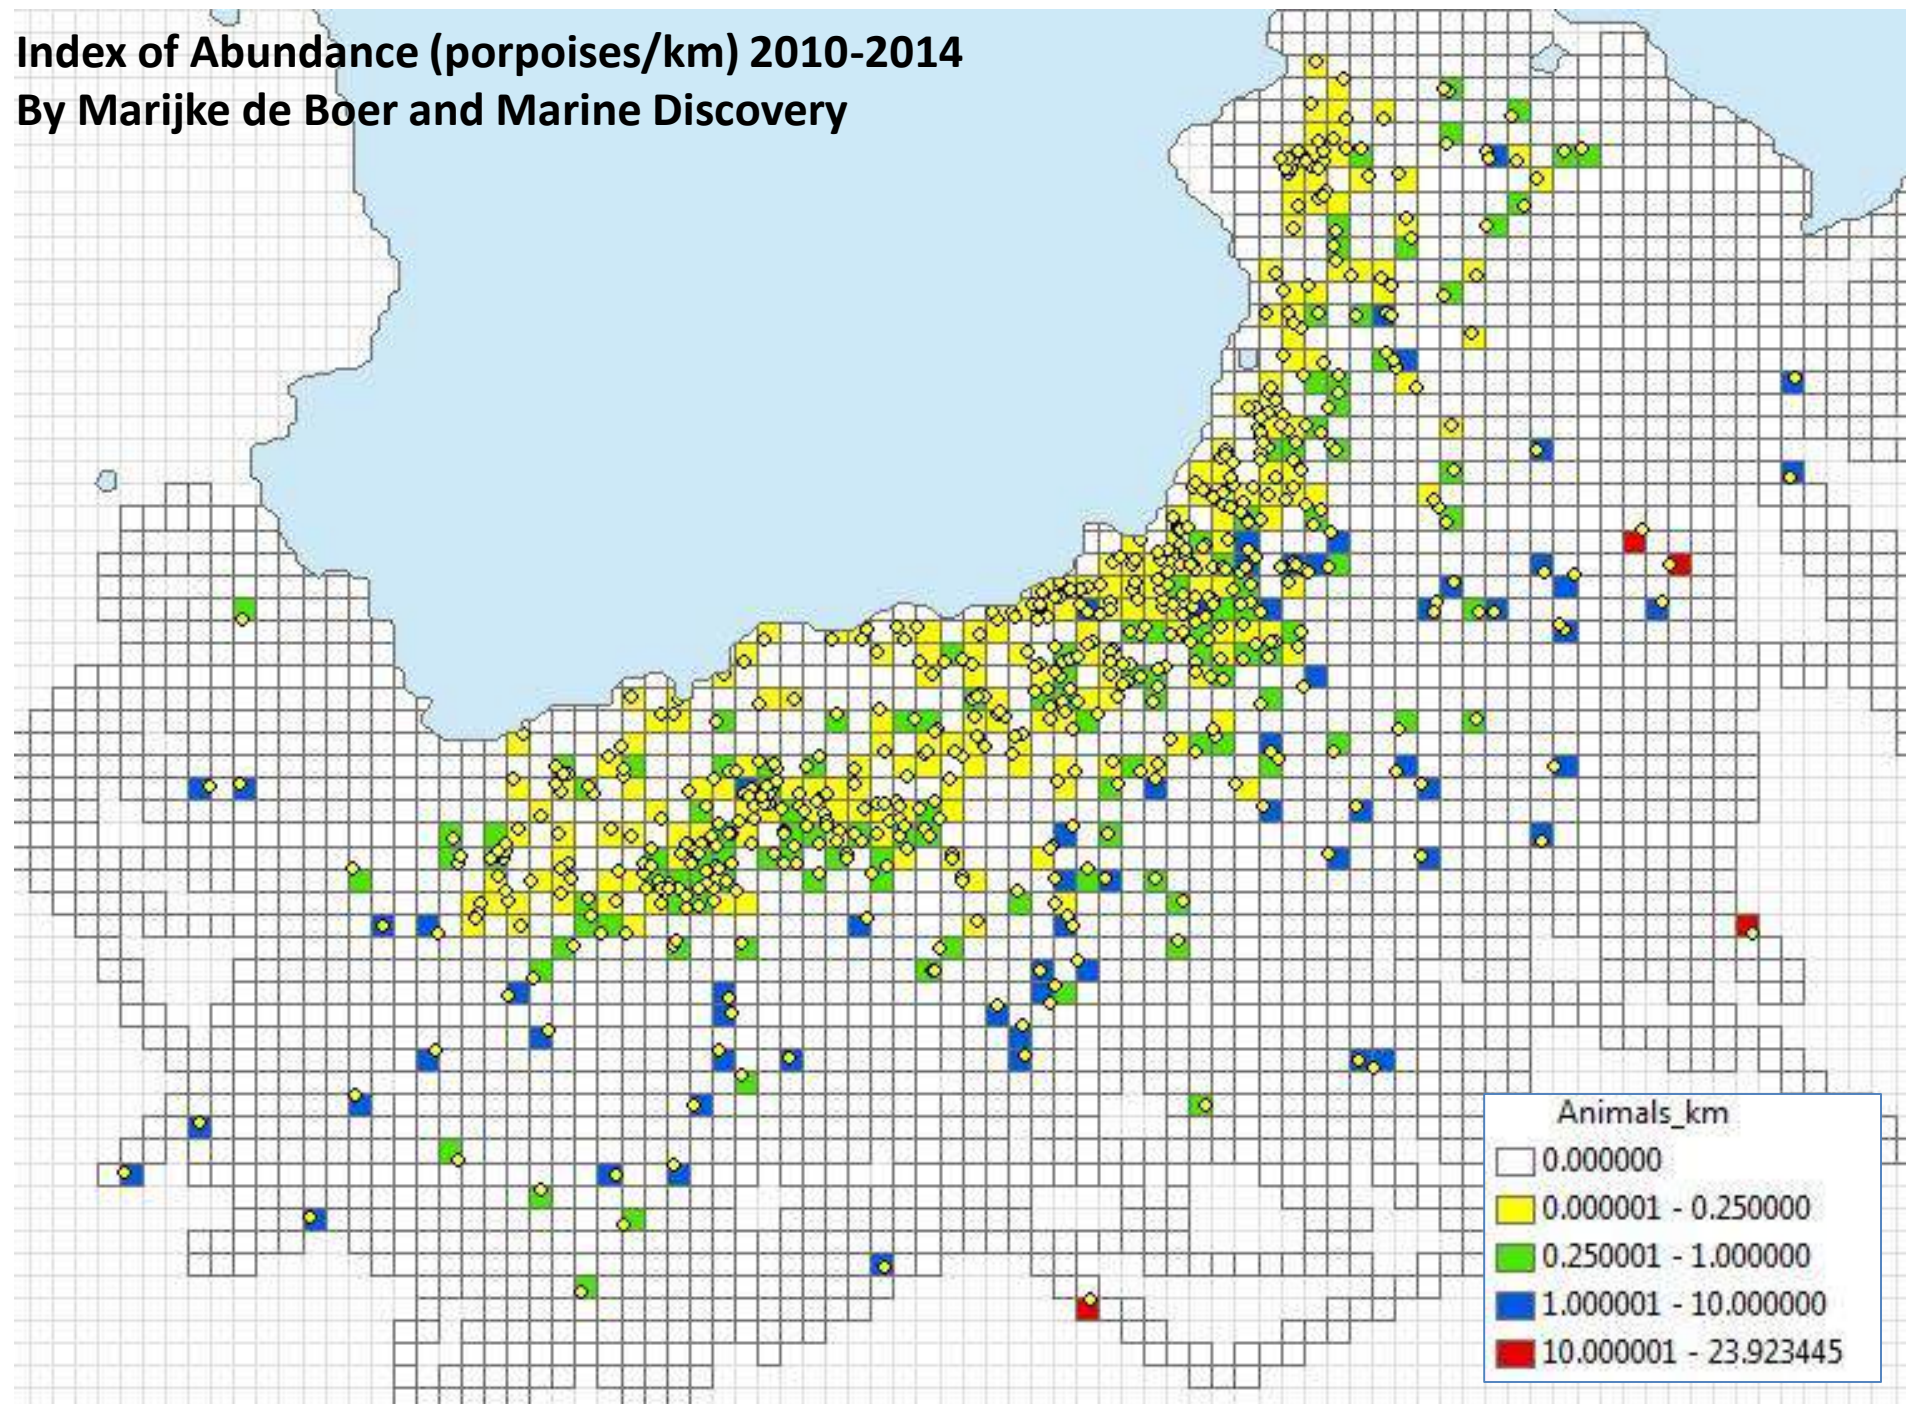 Index of Abundance (porpoises/km) 2010-2014
By Marijke de Boer and Marine Discovery
Animals_km
0.000000
0.000001 - 0.250000
0.250001 - 1.000000
1.000001 - 10.000000
10.000001 - 23.923445